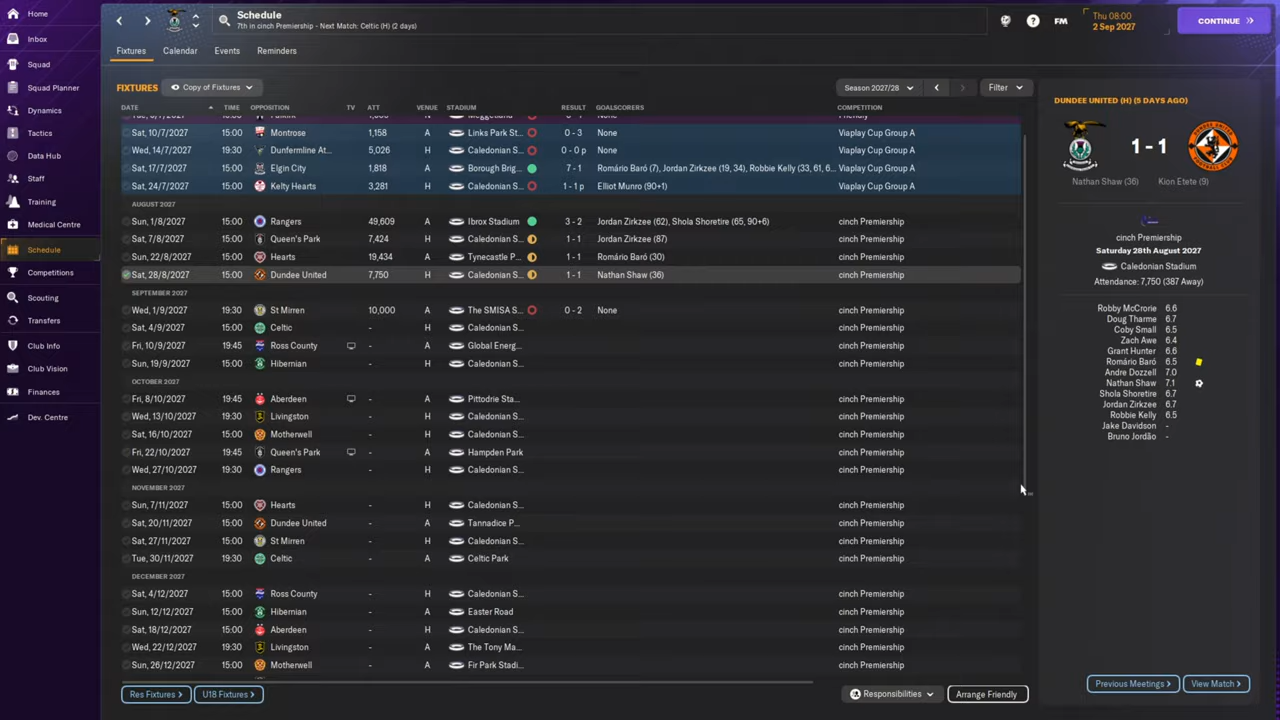 Home
Inbox
Squad
Squad Planner
Dynamics
Tactics
Data Hub
Staff
Training
Medical Centre
Schedule
Competitions
Scouting
Transfers
Club Info
Club Vision
Finances
Dev. Centre
Schedule
7th in cinch Premiership - Next Match: Celtic (H) (2 days)
? FM
Thu 08:00
2 Sep 2027
CONTINUE
Fixtures Calendar Events Reminders
FIXTURES Copy of Fixtures Season 2027/28 Filter
DATE TIME OPPOSITION TV ATT VENUE STADIUM RESULT GOALSCORERS COMPETITION
Sat, 10/7/2027 15:00 Montrose 1,158 A Links Park St... 0 - 3 None Viaplay Cup Group A
Wed, 14/7/2027 19:30 Dunfermline At... 5,026 H Caledonian S... 0 - 0 p None Viaplay Cup Group A
Sat, 17/7/2027 15:00 Elgin City 1,818 A Borough Brig... 7 - 1 Romário Baró (7), Jordan Zirkzee (19, 34), Robbie Kelly (33, 61, 6... Viaplay Cup Group A
Sat, 24/7/2027 15:00 Kelty Hearts 3,281 H Caledonian S... 1 - 1 p Elliot Munro (90+1) Viaplay Cup Group A
AUGUST 2027
Sun, 1/8/2027 15:00 Rangers 49,609 A Ibrox Stadium 3 - 2 Jordan Zirkzee (62), Shola Shoretire (65, 90+6) cinch Premiership
Sat, 7/8/2027 15:00 Queen's Park 7,424 H Caledonian S... 1 - 1 Jordan Zirkzee (87) cinch Premiership
Sun, 22/8/2027 15:00 Hearts 19,434 A Tynecastle P... 1 - 1 Romário Baró (30) cinch Premiership
Sat, 28/8/2027 15:00 Dundee United 7,750 H Caledonian S... 1 - 1 Nathan Shaw (36) cinch Premiership
SEPTEMBER 2027
Wed, 1/9/2027 19:30 St Mirren 10,000 A The SMISA S... 0 - 2 None cinch Premiership
Sat, 4/9/2027 15:00 Celtic - H Caledonian S... cinch Premiership
Fri, 10/9/2027 19:45 Ross County - A Global Energ... cinch Premiership
Sun, 19/9/2027 15:00 Hibernian - H Caledonian S... cinch Premiership
OCTOBER 2027
Fri, 8/10/2027 19:45 Aberdeen - A Pittodrie Sta... cinch Premiership
Wed, 13/10/2027 19:30 Livingston - H Caledonian S... cinch Premiership
Sat, 16/10/2027 15:00 Motherwell - H Caledonian S... cinch Premiership
Fri, 22/10/2027 19:45 Queen's Park - A Hampden Park cinch Premiership
Wed, 27/10/2027 19:30 Rangers - H Caledonian S... cinch Premiership
NOVEMBER 2027
Sun, 7/11/2027 15:00 Hearts - H Caledonian S... cinch Premiership
Sat, 20/11/2027 15:00 Dundee United - A Tannadice P... cinch Premiership
Sat, 27/11/2027 15:00 St Mirren - H Caledonian S... cinch Premiership
Tue, 30/11/2027 19:30 Celtic - A Celtic Park cinch Premiership
DECEMBER 2027
Sat, 4/12/2027 15:00 Ross County - H Caledonian S... cinch Premiership
Sun, 12/12/2027 15:00 Hibernian - A Easter Road cinch Premiership
Sat, 18/12/2027 15:00 Aberdeen - H Caledonian S... cinch Premiership
Wed, 22/12/2027 19:30 Livingston - A The Tony Ma... cinch Premiership
Sun, 26/12/2027 15:00 Motherwell - A Fir Park Stadi... cinch Premiership
Res Fixtures > U18 Fixtures > Responsibilities Arrange Friendly
DUNDEE UNITED (H) (5 DAYS AGO)
1 - 1
Nathan Shaw (36) Kion Etete (9)
cinch Premiership
Saturday 28th August 2027
Caledonian Stadium
Attendance: 7,750 (387 Away)
Robby McCrorie 6.6
Doug Tharme 6.7
Coby Small 6.5
Zach Awe 6.4
Grant Hunter 6.6
Romário Baró 6.5
Andre Dozzell 7.0
Nathan Shaw 7.1
Shola Shoretire 6.7
Jordan Zirkzee 6.7
Robbie Kelly 6.5
Jake Davidson -
Bruno Jordão -
Previous Meetings > View Match >